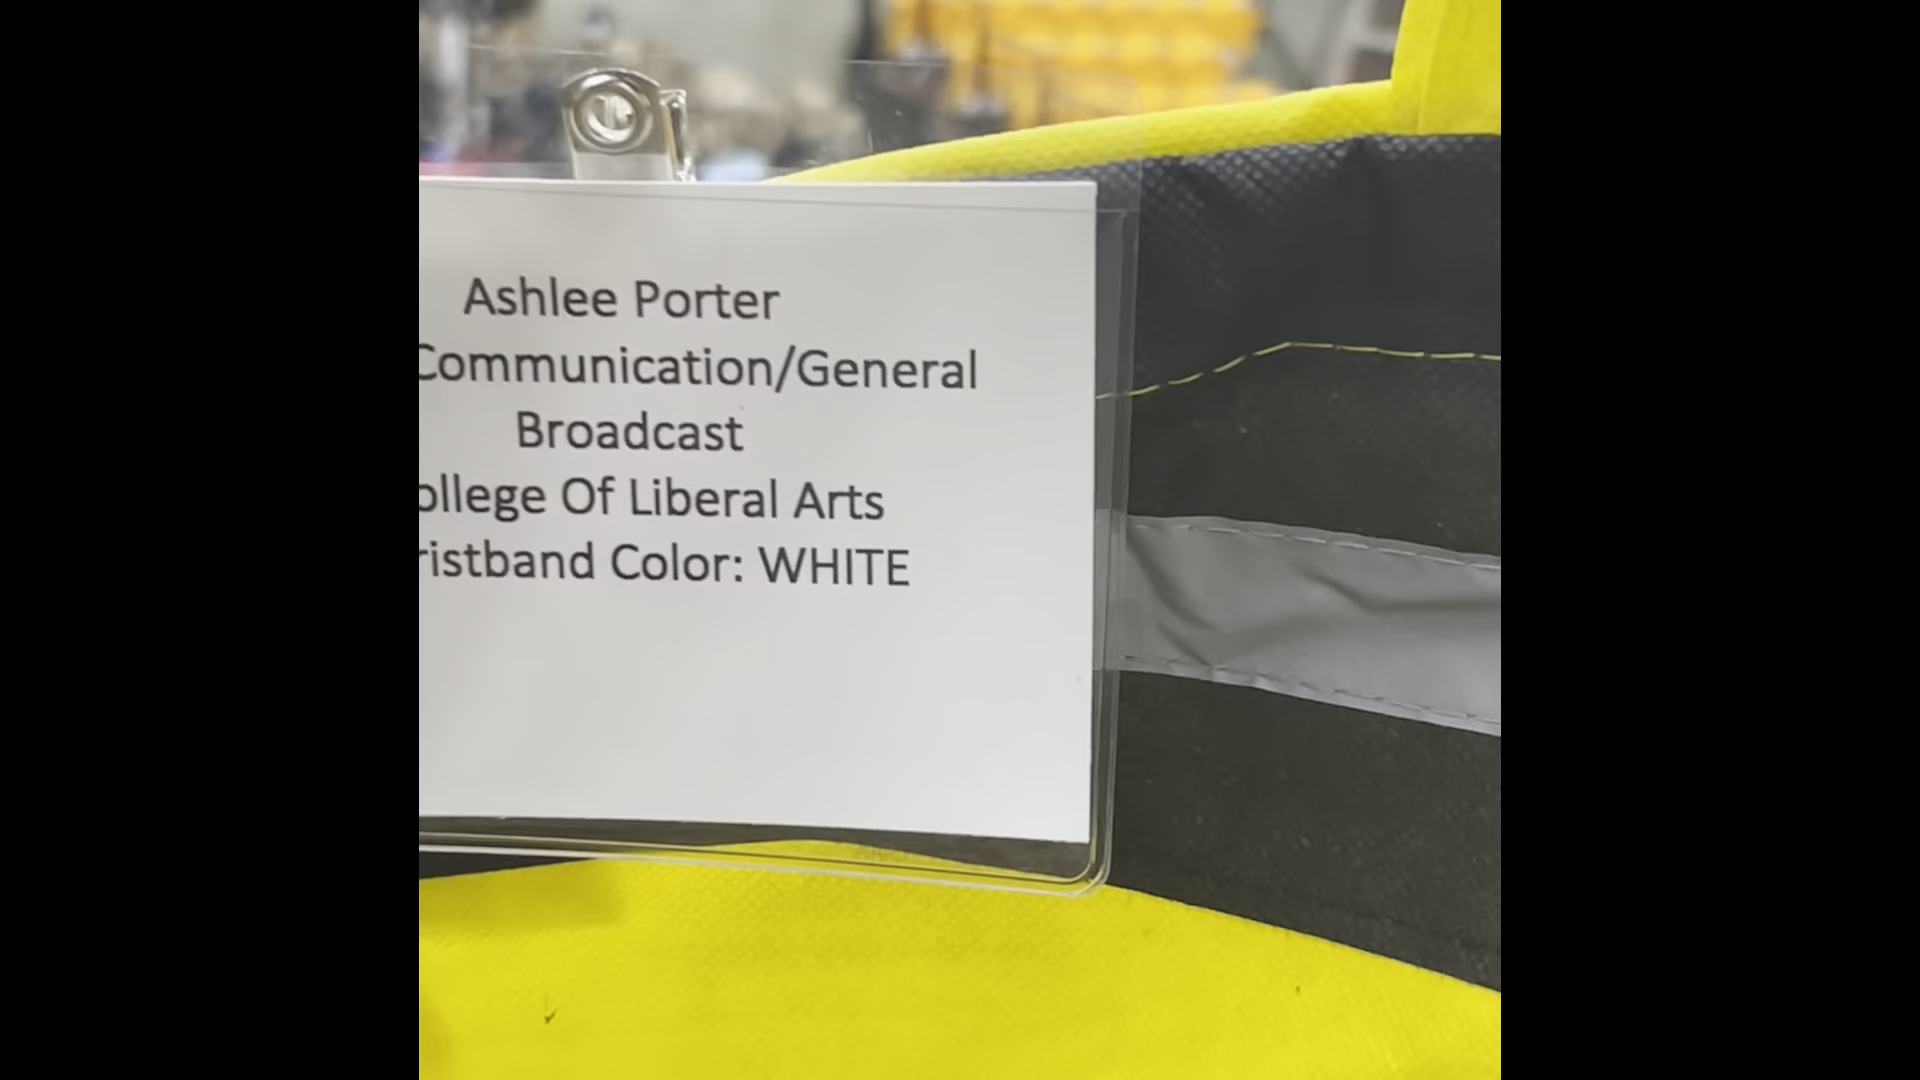 Ashlee Porter
Communication/General
Broadcast
ollege Of Liberal Arts
ristband Color: WHITE